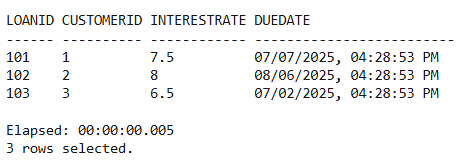 LOANID CUSTOMERID INTERESTRATE DUEDATE
------ ---------- ------------ -------------------------
101 1 7.5 07/07/2025, 04:28:53 PM
102 2 8 08/06/2025, 04:28:53 PM
103 3 6.5 07/02/2025, 04:28:53 PM
Elapsed: 00:00:00.005
3 rows selected.